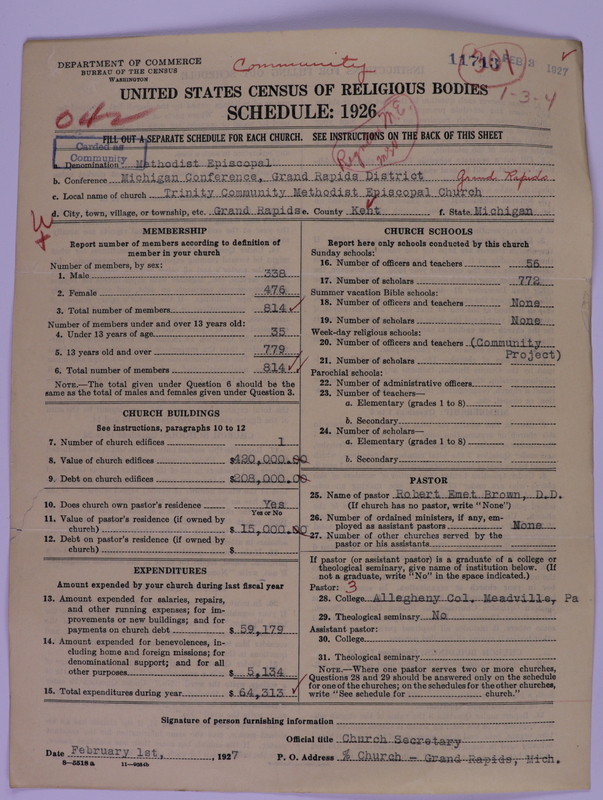 DEPARTMENT OF COMMERCE
BUREAU OF THE CENSUS
WASHINGTON
Community
11713
301
FEB 3 1927
1-3-4
UNITED STATES CENSUS OF RELIGIOUS BODIES
SCHEDULE: 1926
042
FILL OUT A SEPARATE SCHEDULE FOR EACH CHURCH. SEE INSTRUCTIONS ON THE BACK OF THIS SHEET
Carded as
Community
a. Denomination Methodist Episcopal
b. Conference Michigan Conference, Grand Rapids District Grand Rapids
c. Local name of church Trinity Community Methodist Episcopal Church
d. City, town, village, or township, etc. Grand Rapids e. County Kent f. State Michigan
MEMBERSHIP
Report number of members according to definition of member in your church
Number of members, by sex:
1. Male 338
2. Female 476
3. Total number of members 814
Number of members under and over 13 years old:
4. Under 13 years of age 35
5. 13 years old and over 779
6. Total number of members 814
NOTE.—The total given under Question 6 should be the
same as the total of males and females given under Question 3.
CHURCH BUILDINGS
See instructions, paragraphs 10 to 12
7. Number of church edifices 1
8. Value of church edifices $420,000.00
9. Debt on church edifices $208,000.00
10. Does church own pastor's residence Yes
Yes or No
11. Value of pastor's residence (if owned by
church) $ 15,000.00
12. Debt on pastor's residence (if owned by
church) $
EXPENDITURES
Amount expended by church during last fiscal year
13. Amount expended for salaries, repairs,
and other running expenses; for im-
provements or new buildings; and for
payments on church debt $ 59,179
14. Amount expended for benevolences, in-
cluding home and foreign missions; for
denominational support; and for all
other purposes $ 5,134
15. Total expenditures during year $ 64,313
CHURCH SCHOOLS
Report here only schools conducted by this church
Sunday schools:
16. Number of officers and teachers 56
17. Number of scholars 772
Summer vacation Bible schools:
18. Number of officers and teachers None
19. Number of scholars None
Week-day religious schools:
20. Number of officers and teachers (Community
21. Number of scholars Project)
Parochial schools:
22. Number of administrative officers
23. Number of teachers—
a. Elementary (grades 1 to 8)
b. Secondary
24. Number of scholars—
a. Elementary (grades 1 to 8)
b. Secondary
PASTOR
25. Name of pastor Robert Emet Brown, D.D.
(If church has no pastor, write "None")
26. Number of ordained ministers, if any, em-
ployed as assistant pastors None
27. Number of other churches served by the
pastor or his assistants
If pastor (or assistant pastor) is a graduate of a college or
theological seminary, give name of institution below. (If
not a graduate, write "No" in the space indicated.)
Pastor: 3
28. College Allegheny Col. Meadville, Pa
29. Theological seminary No
Assistant pastor:
30. College
31. Theological seminary
NOTE.—Where one pastor serves two or more churches,
Questions 28 and 29 should be answered only on the schedule
for one of the churches; on the schedules for the other churches,
write "See schedule for church."
Signature of person furnishing information
Official title Church Secretary
Date February 1st, , 1927
P. O. Address % Church - Grand Rapids, Mich.
8-5518 a 11-4064b